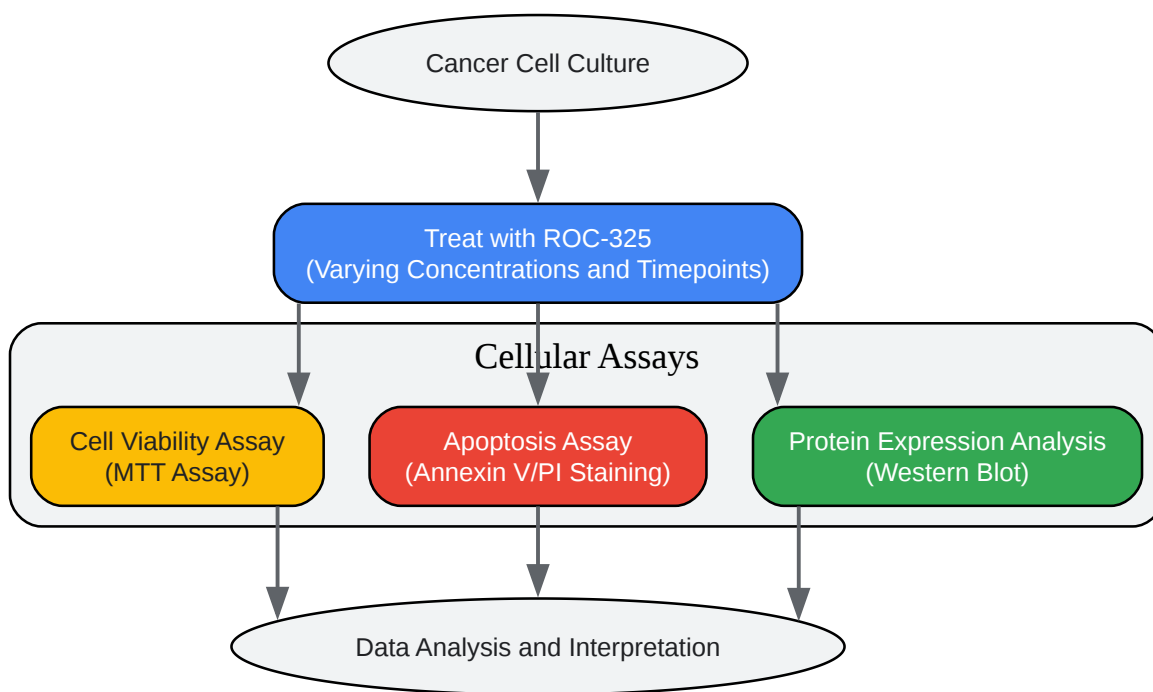 Cancer Cell Culture
Treat with ROC-325
(Varying Concentrations and Timepoints)
Cellular Assays
Cell Viability Assay
(MTT Assay)
Apoptosis Assay
(Annexin V/PI Staining)
Protein Expression Analysis
(Western Blot)
Data Analysis and Interpretation